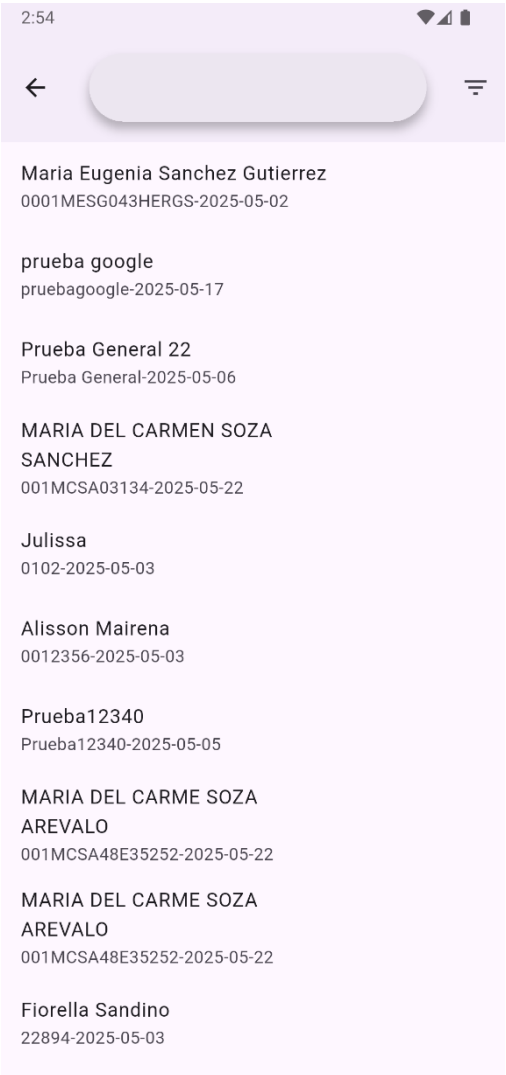 2:54
Maria Eugenia Sanchez Gutierrez
0001MESG043HERGS-2025-05-02
prueba google
pruebagoogle-2025-05-17
Prueba General 22
Prueba General-2025-05-06
MARIA DEL CARMEN SOZA
SANCHEZ
001MCSA03134-2025-05-22
Julissa
0102-2025-05-03
Alisson Mairena
0012356-2025-05-03
Prueba12340
Prueba12340-2025-05-05
MARIA DEL CARME SOZA
AREVALO
001MCSA48E35252-2025-05-22
MARIA DEL CARME SOZA
AREVALO
001MCSA48E35252-2025-05-22
Fiorella Sandino
22894-2025-05-03